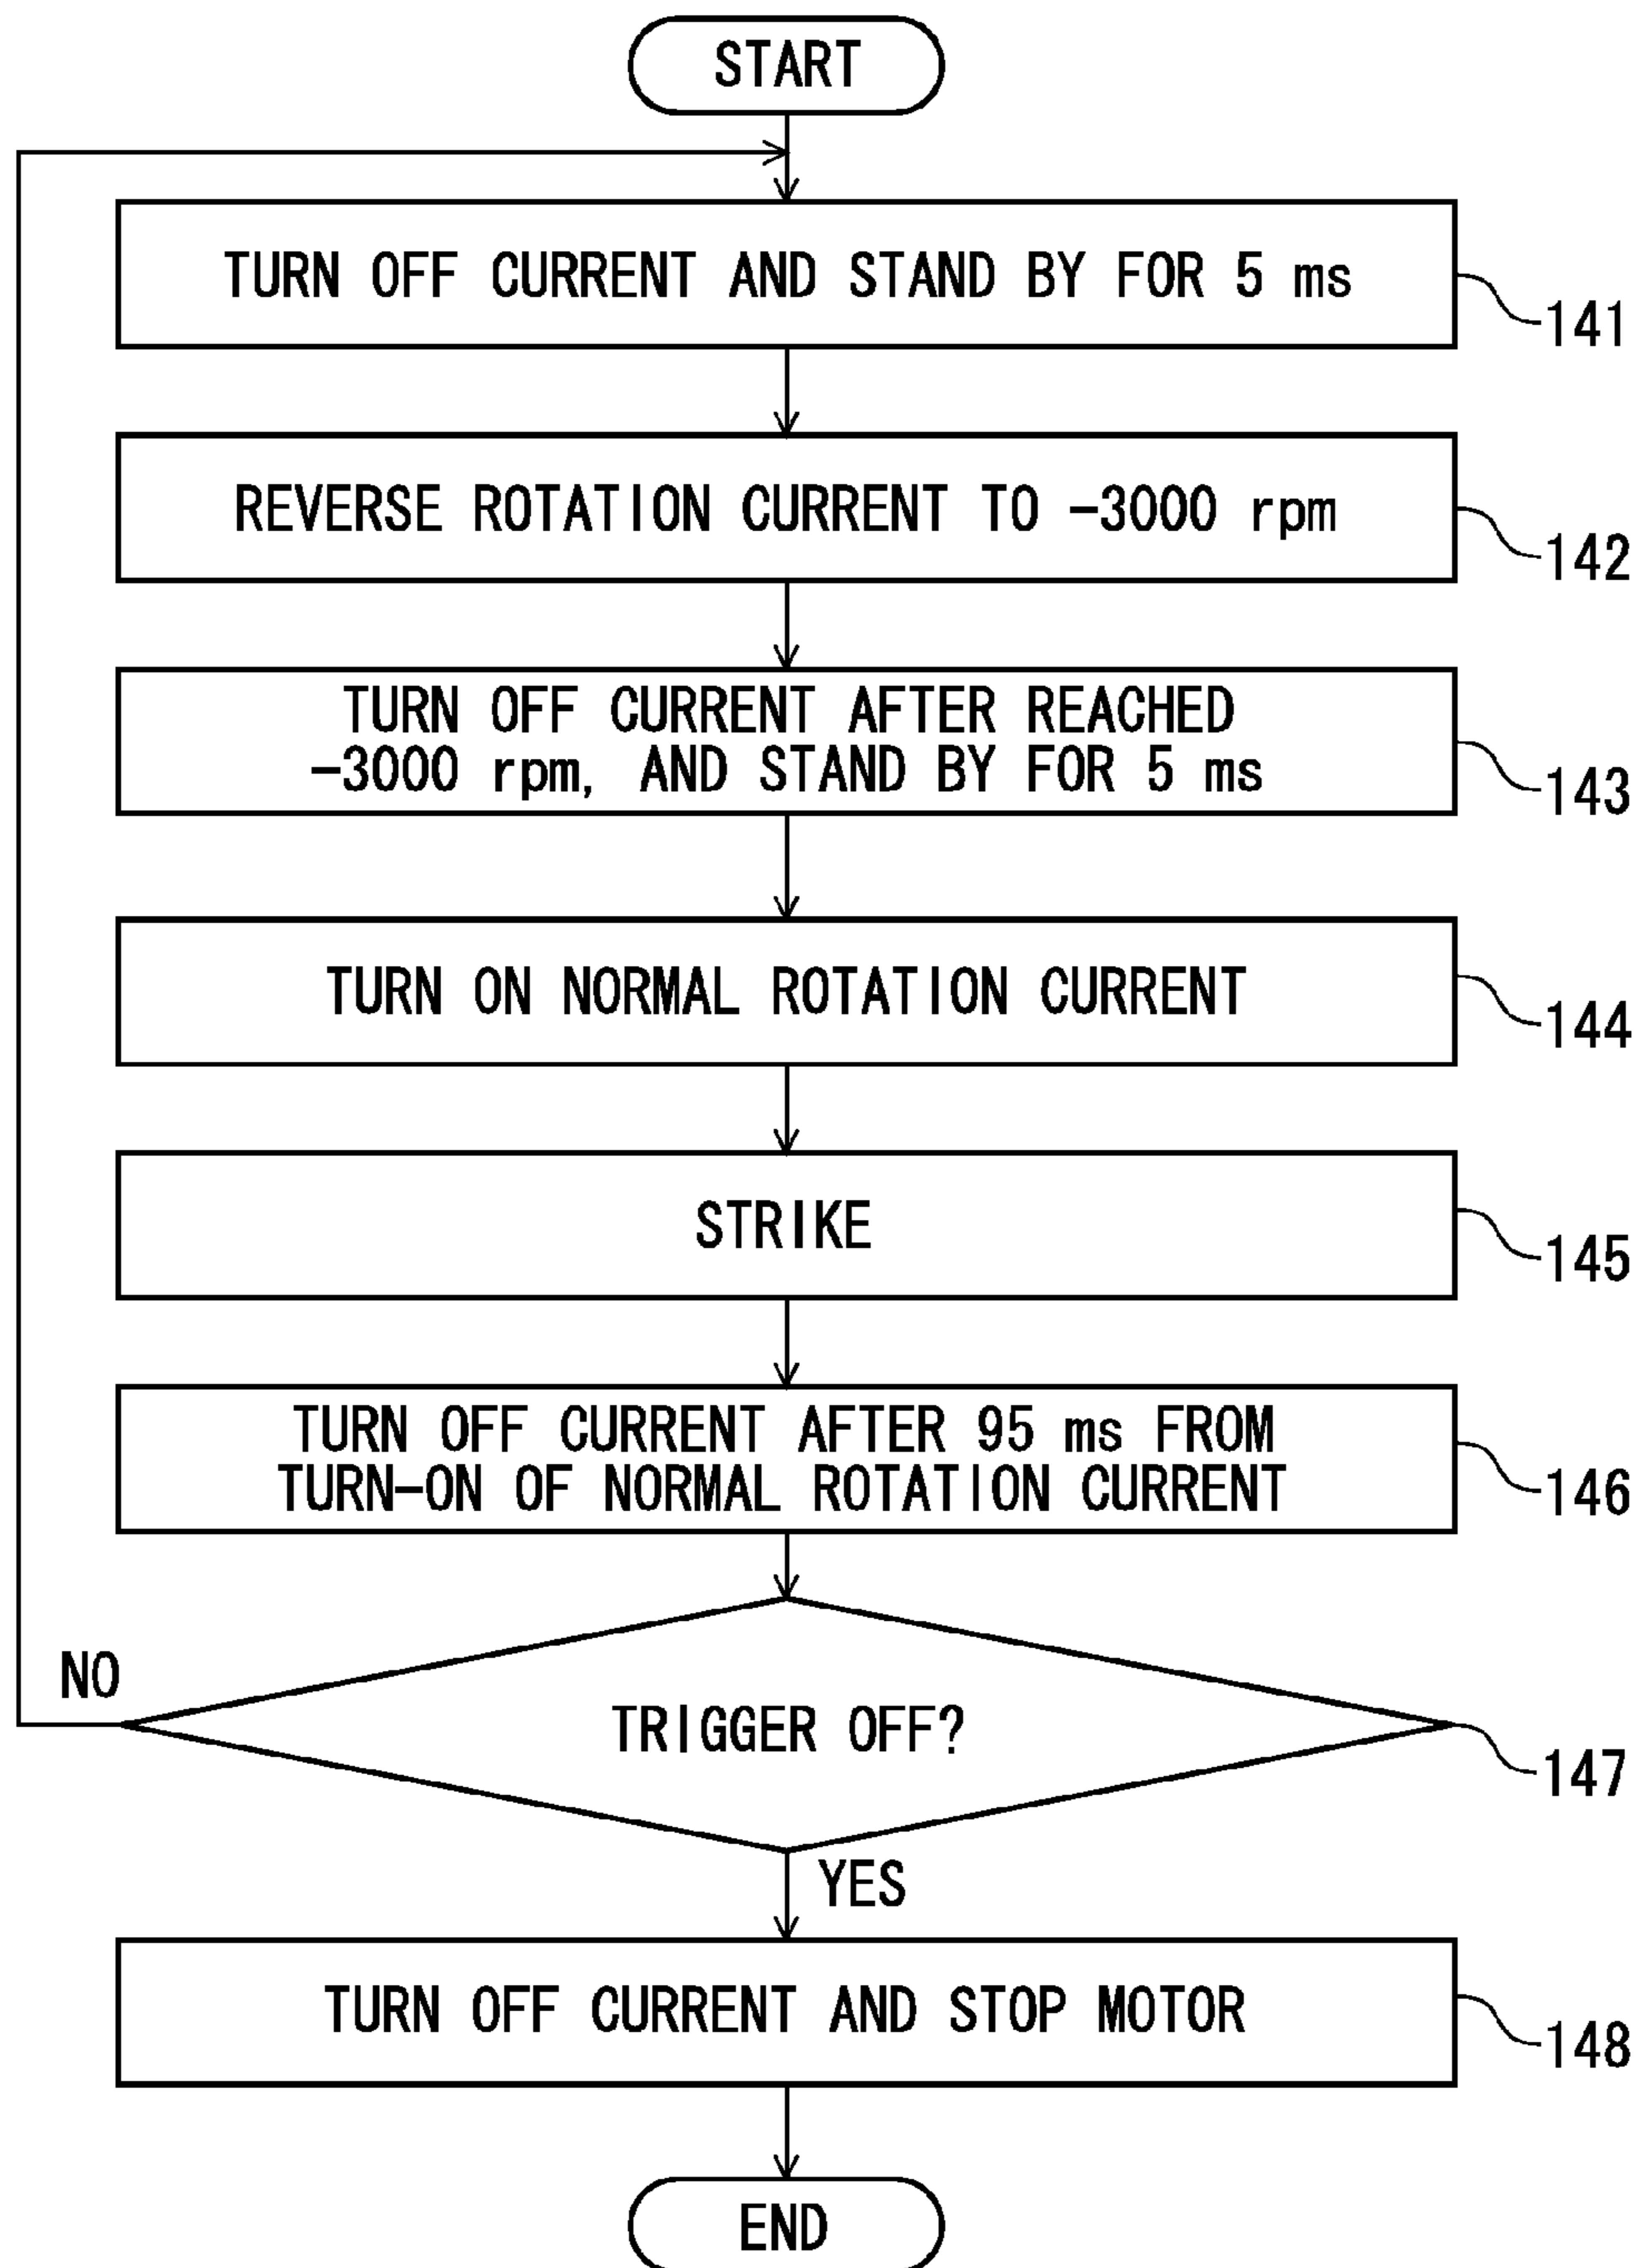 START
TURN OFF CURRENT AND STAND BY FOR 5 ms
141
REVERSE ROTATION CURRENT TO -3000 rpm
142
TURN OFF CURRENT AFTER REACHED
-3000 rpm, AND STAND BY FOR 5 ms
143
TURN ON NORMAL ROTATION CURRENT
144
STRIKE
145
TURN OFF CURRENT AFTER 95 ms FROM
TURN-ON OF NORMAL ROTATION CURRENT
146
NO
TRIGGER OFF?
147
YES
TURN OFF CURRENT AND STOP MOTOR
148
END